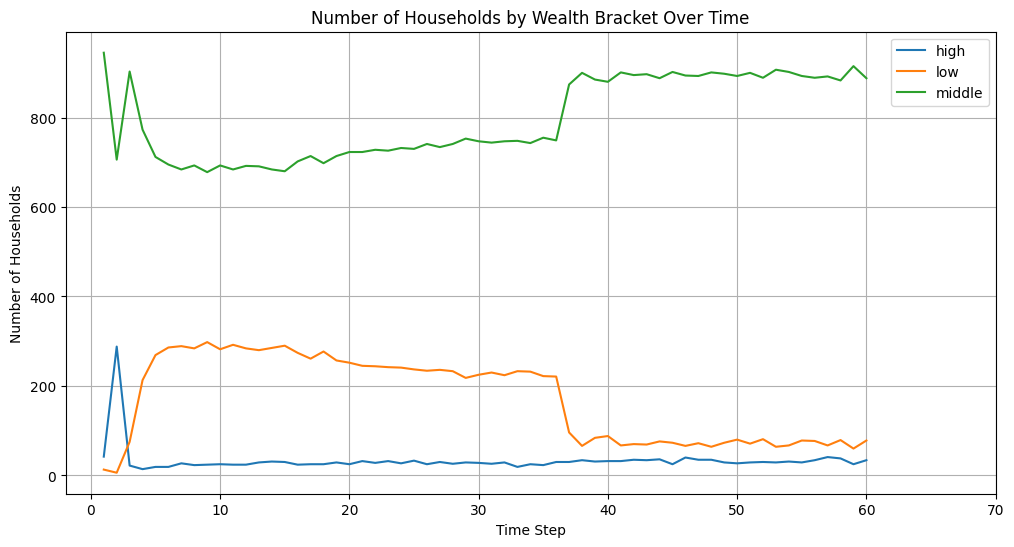 Number of Households by Wealth Bracket Over Time
high
low
middle
800
600
400
200
0
Number of Households
0 10 20 30 40 50 60 70
Time Step